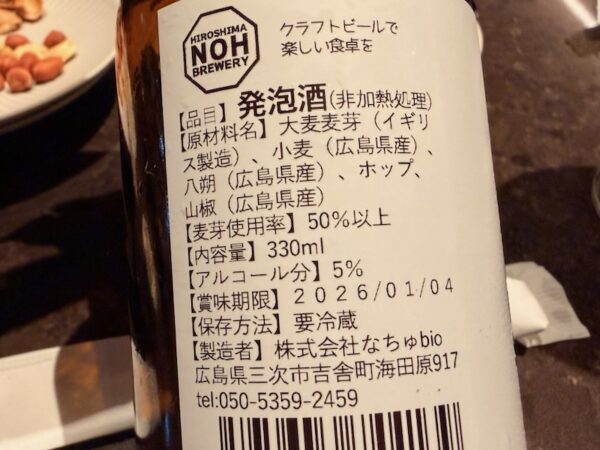 HIROSHIMA
NOH
BREWERY
クラフトビールで
楽しい食卓を
【品目】発泡酒(非加熱処理)
【原材料名】大麦麦芽（イギリ
ス製造）、小麦（広島県産）、
八朔（広島県産）、ホップ、
山椒（広島県産）
【麦芽使用率】50%以上
【内容量】330ml
【アルコール分】5%
【賞味期限】2026/01/04
【保存方法】要冷蔵
【製造者】株式会社なちゅbio
広島県三次市吉舎町海田原917
tel:050-5359-2459